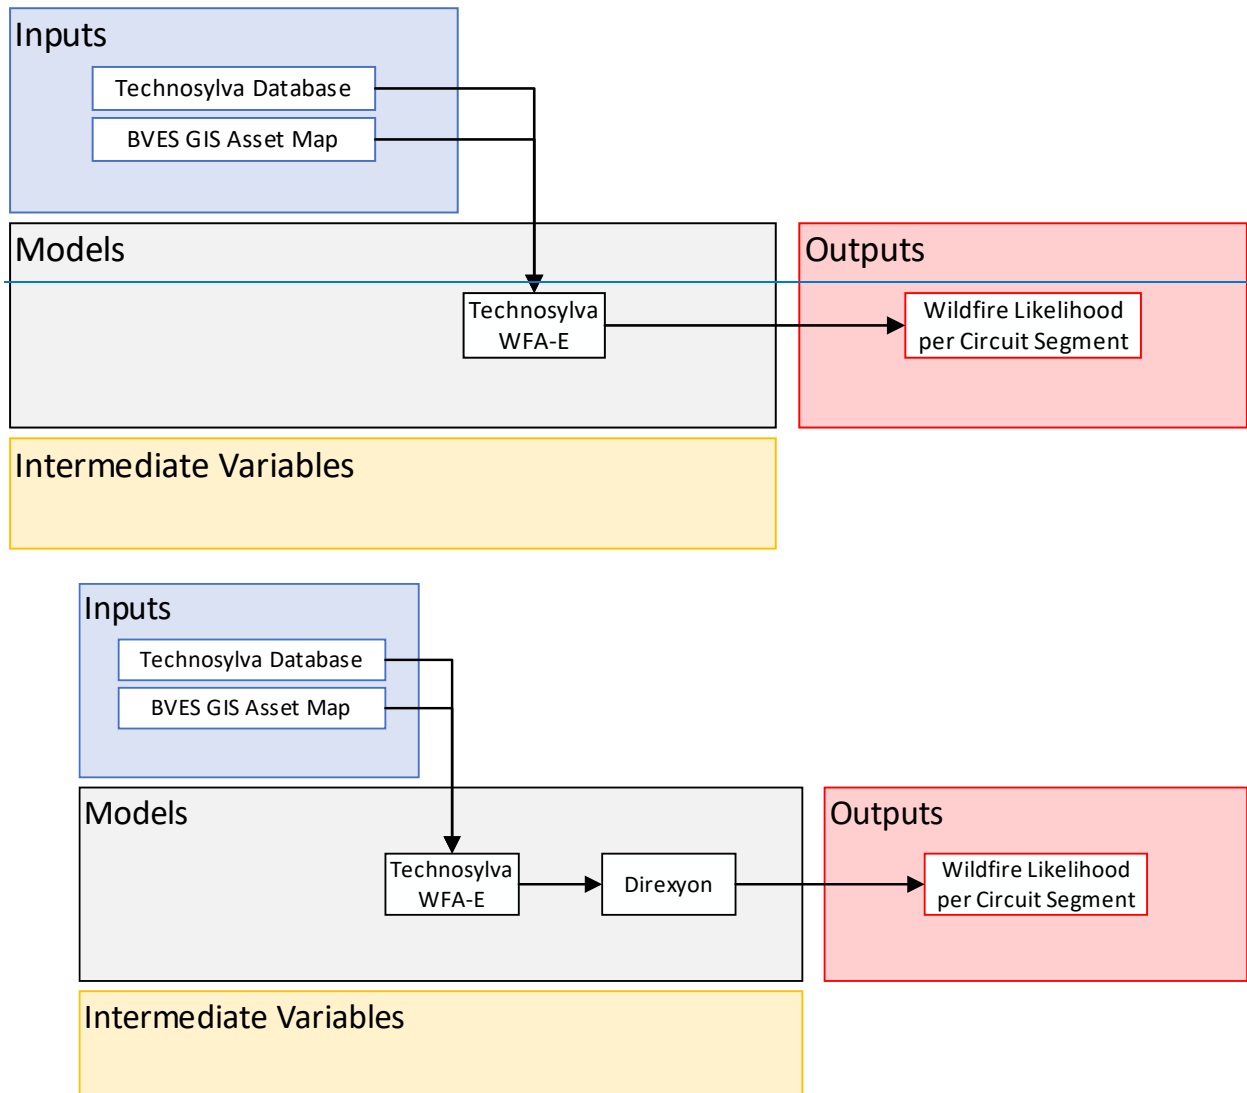 Inputs
Technosylva Database
BVES GIS Asset Map
Models
Technosylva
WFA-E
Outputs
Wildfire Likelihood
per Circuit Segment
Intermediate Variables
Inputs
Technosylva Database
BVES GIS Asset Map
Models
Technosylva
WFA-E
Direxyon
Outputs
Wildfire Likelihood
per Circuit Segment
Intermediate Variables